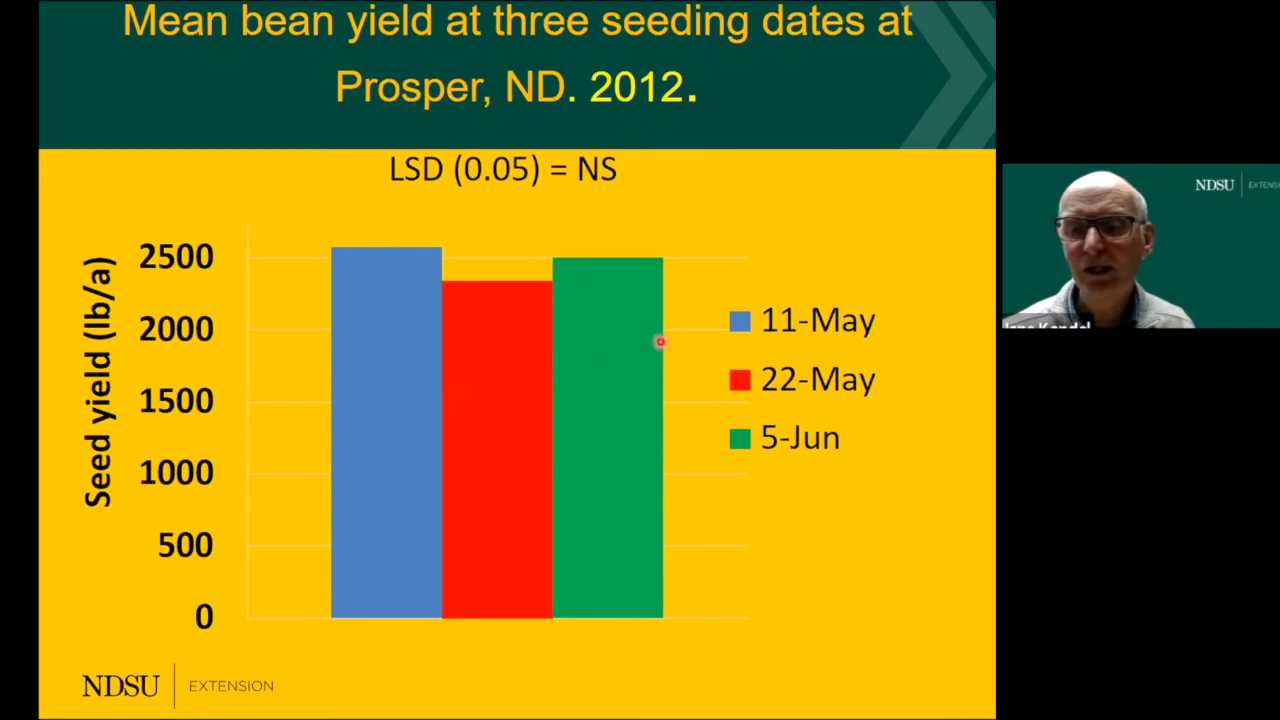 Mean bean yield at three seeding dates at
Prosper, ND. 2012.
LSD (0.05) = NS
Seed yield (lb/a)
2500
2000
1500
1000
500
0
11-May
22-May
5-Jun
NDSU EXTENSION
NDSU